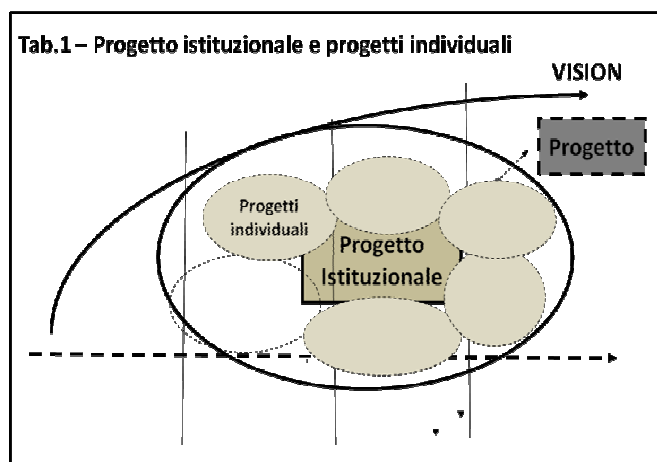 Tab.1 – Progetto istituzionale e progetti individuali
VISION
Progetto
Progetti
individuali
Progetto
Istituzionale